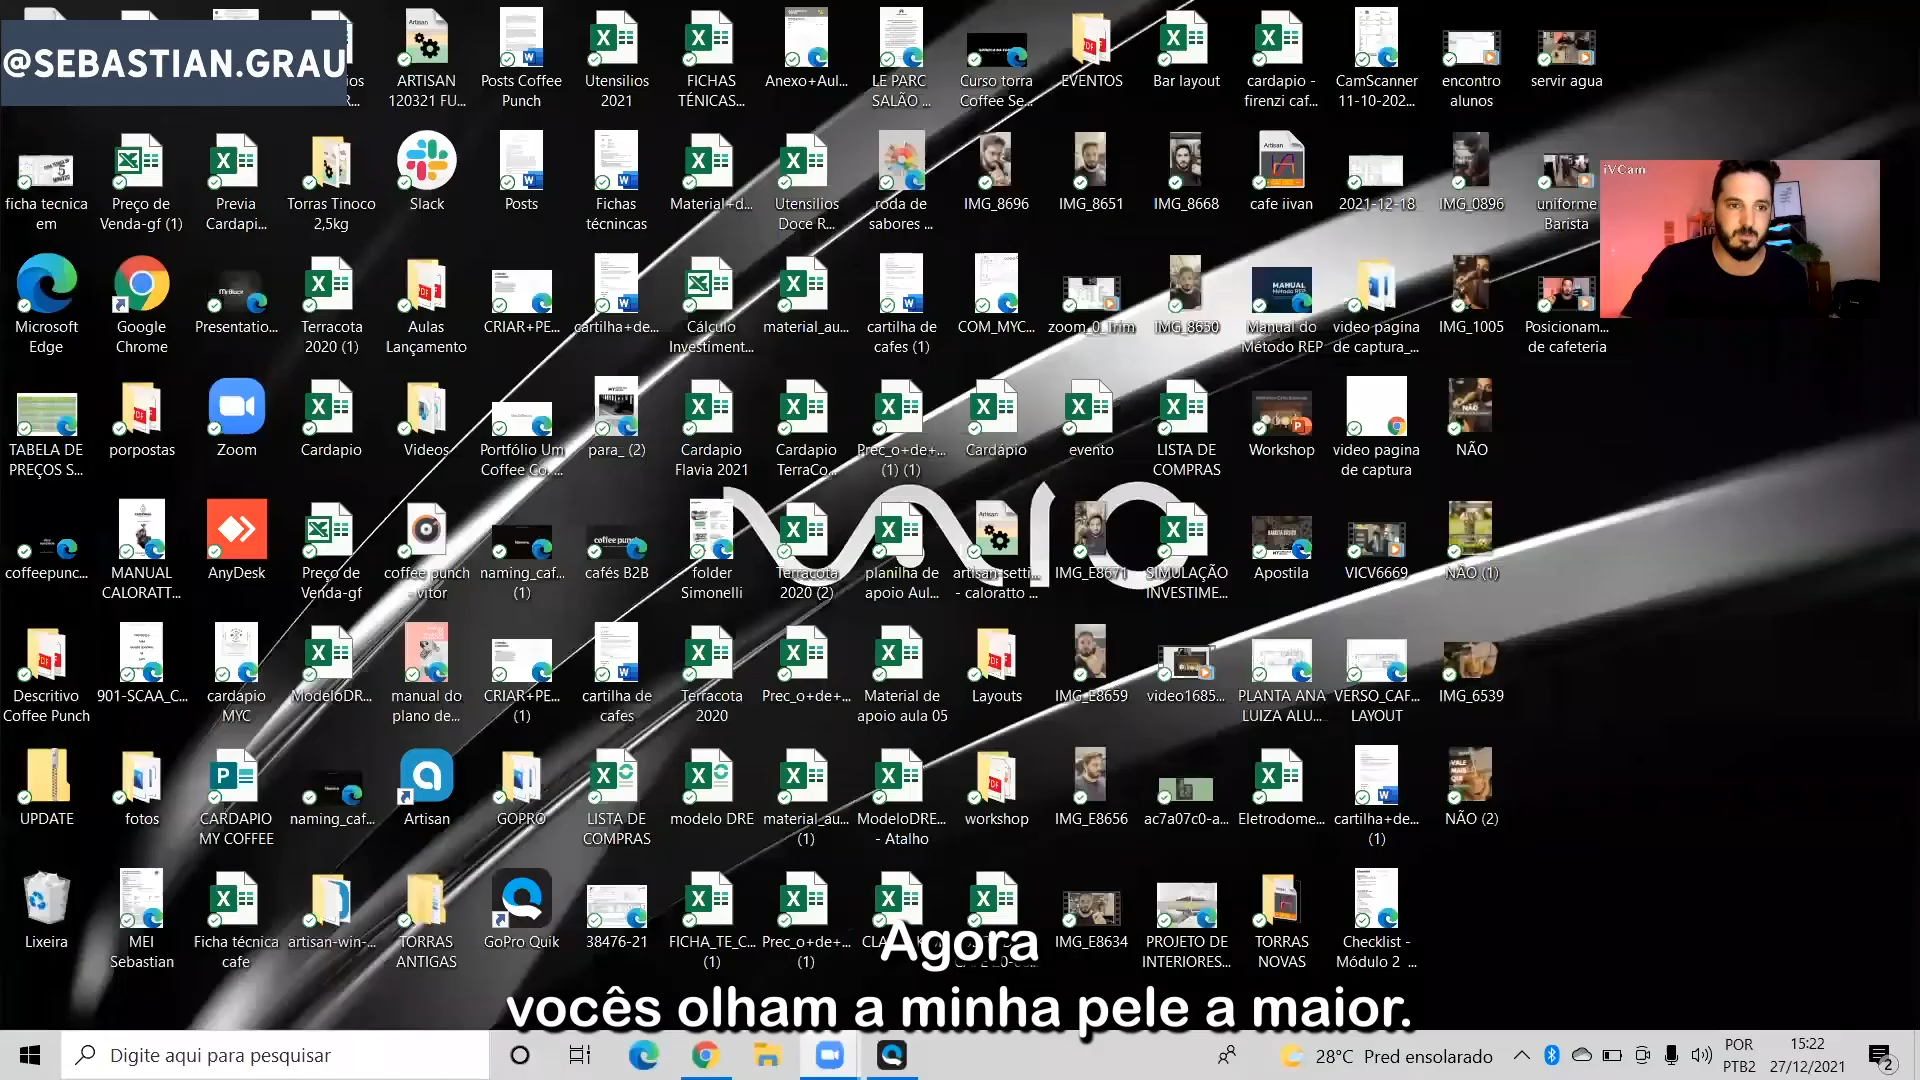 @SEBASTIAN.GRAU
ARTISAN
120321 FU...
Posts Coffee
Punch
Utensilios
2021
FICHAS
TÉNICAS...
Anexo+Aul...
LE PARC
SALÃO ...
Curso torra
Coffee Se...
EVENTOS
Bar layout
cardapio -
firenzi caf...
CamScanner
11-10-202...
encontro
alunos
servir agua
ficha tecnica
em
Preço de
Venda-gf (1)
Previa
Cardapi...
Torras Tinoco
2,5kg
Slack
Posts
Fichas
técnincas
Material+d...
Utensilios
Doce R...
roda de
sabores ...
IMG_8696
IMG_8651
IMG_8668
cafe iivan
2021-12-18
IMG_0896
uniforme
Barista
iVCam
Microsoft
Edge
Google
Chrome
Presentatio...
Terracota
2020 (1)
Aulas
Lançamento
CRIAR+PE...
cartilha+de...
Cálculo
Investiment...
material_au...
cartilha de
cafes (1)
COM_MYC...
zoom_0_Trim
IMG_8630
Manual do
Método REP
video pagina
de captura_...
IMG_1005
Posicionam...
de cafeteria
TABELA DE
PREÇOS S...
porpostas
Zoom
Cardapio
Videos
Portfólio Um
Coffee Co. ...
para_ (2)
Cardapio
Flavia 2021
Cardapio
TerraCo...
Prec_o+de+...
(1) (1)
Cardápio
evento
LISTA DE
COMPRAS
Workshop
video pagina
de captura
NÃO
VAIO
coffeepunc...
MANUAL
CALORATT...
AnyDesk
Preço de
Venda-gf
coffee punch
- vitor
naming_caf...
(1)
cafés B2B
folder
Simonelli
Terracota
2020 (2)
planilha de
apoio Aul...
artisan-setti...
- caloratto ...
IMG_E8671
SIMULAÇÃO
INVESTIME...
Apostila
VICV6669
NÃO (1)
Descritivo
Coffee Punch
901-SCAA_C...
cardapio
MYC
ModeloDR...
manual do
plano de...
CRIAR+PE...
(1)
cartilha de
cafes
Terracota
2020
Prec_o+de+...
Material de
apoio aula 05
Layouts
IMG_E8659
video1685...
PLANTA ANA
LUIZA ALU...
VERSO_CAF...
LAYOUT
IMG_6539
UPDATE
fotos
CARDAPIO
MY COFFEE
naming_caf...
Artisan
GOPRO
LISTA DE
COMPRAS
modelo DRE
material_au...
(1)
ModeloDRE...
- Atalho
workshop
IMG_E8656
ac7a07c0-a...
Eletrodome...
cartilha+de...
(1)
NÃO (2)
Lixeira
MEI
Sebastian
Ficha técnica
cafe
artisan-win-...
TORRAS
ANTIGAS
GoPro Quik
38476-21
FICHA_TE_C...
(1)
Prec_o+de+...
(1)
IMG_E8634
PROJETO DE
INTERIORES...
TORRAS
NOVAS
Checklist -
Módulo 2 ...
Agora
vocês olham a minha pele a maior.
Digite aqui para pesquisar
28°C Pred ensolarado
POR
PTB2
15:22
27/12/2021
2